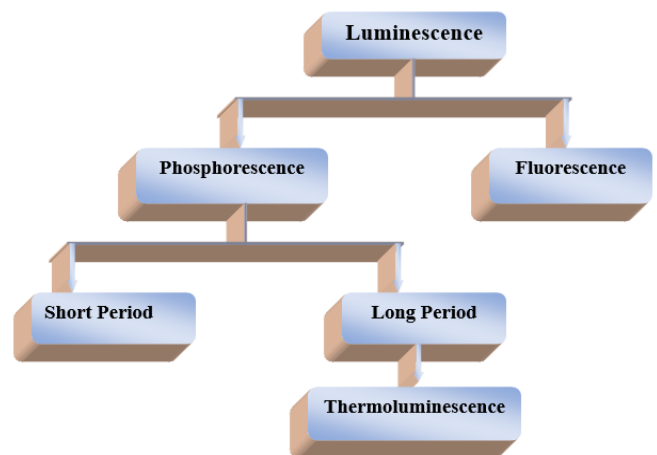 Luminescence
Phosphorescence
Fluorescence
Short Period
Long Period
Thermoluminescence